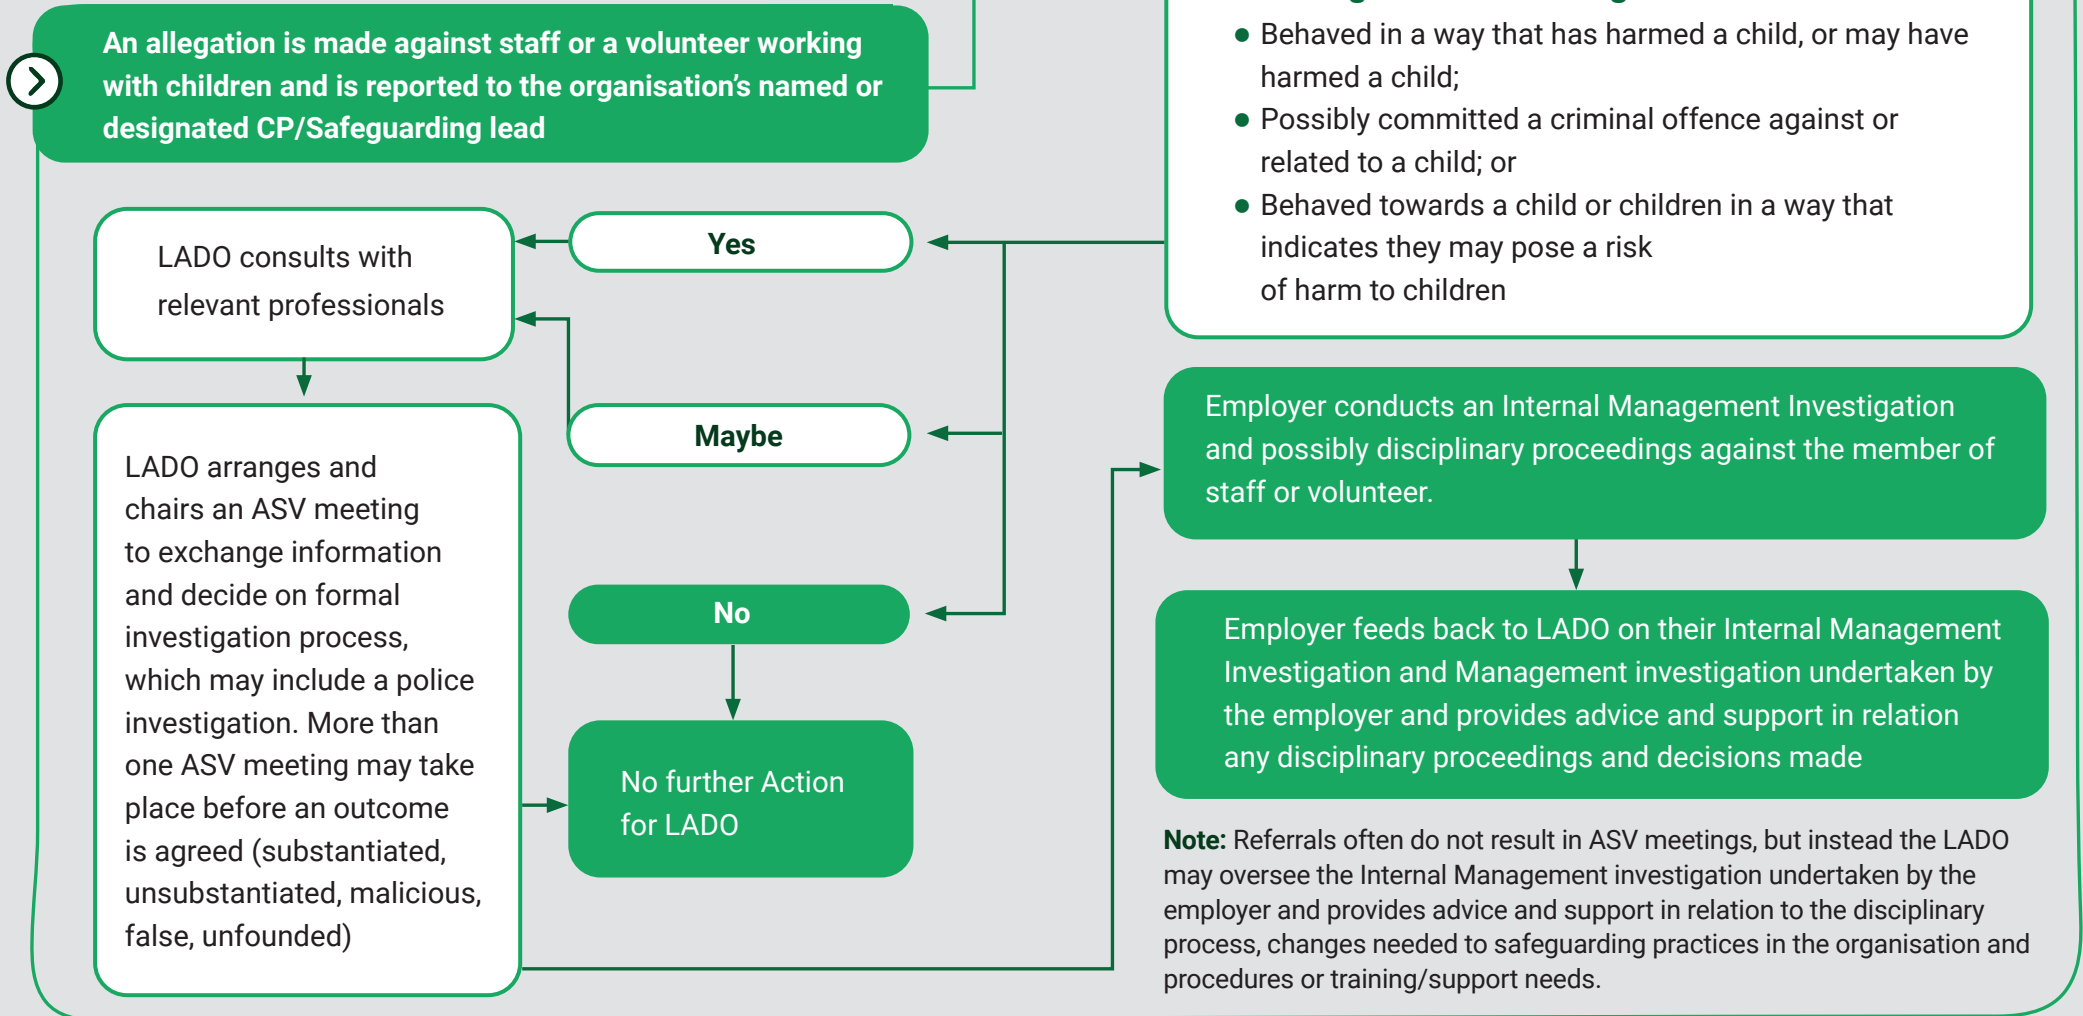 An allegation is made against staff or a volunteer working
with children and is reported to the organisation's named or
designated CP/Safeguarding lead
● Behaved in a way that has harmed a child, or may have
harmed a child;
● Possibly committed a criminal offence against or
related to a child; or
● Behaved towards a child or children in a way that
indicates they may pose a risk
of harm to children
Yes
LADO consults with
relevant professionals
Maybe
LADO arranges and
chairs an ASV meeting
to exchange information
and decide on formal
investigation process,
which may include a police
investigation. More than
one ASV meeting may take
place before an outcome
is agreed (substantiated,
unsubstantiated, malicious,
false, unfounded)
No
No further Action
for LADO
Employer conducts an Internal Management Investigation
and possibly disciplinary proceedings against the member of
staff or volunteer.
Employer feeds back to LADO on their Internal Management
Investigation and Management investigation undertaken by
the employer and provides advice and support in relation
any disciplinary proceedings and decisions made
Note: Referrals often do not result in ASV meetings, but instead the LADO
may oversee the Internal Management investigation undertaken by the
employer and provides advice and support in relation to the disciplinary
process, changes needed to safeguarding practices in the organisation and
procedures or training/support needs.